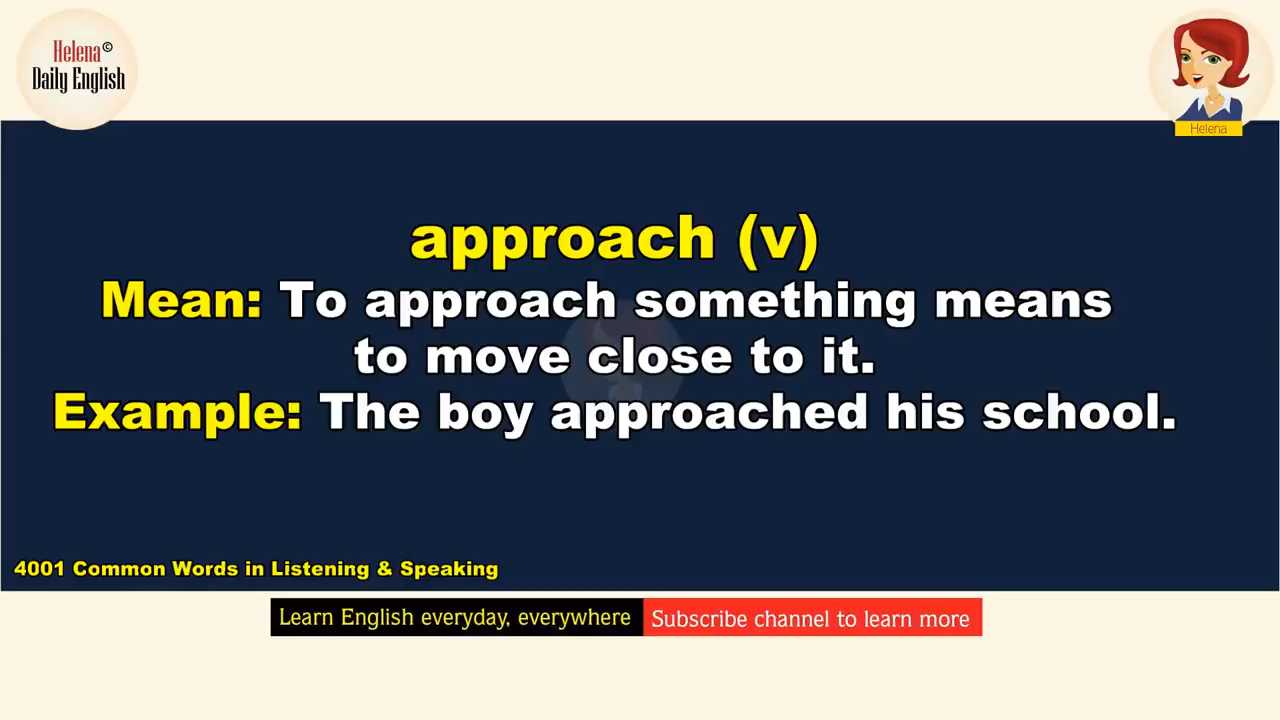 Helena©
Daily English
Helena
approach (v)
Mean: To approach something means
to move close to it.
Example: The boy approached his school.
4001 Common Words in Listening & Speaking
Learn English everyday, everywhere
Subscribe channel to learn more